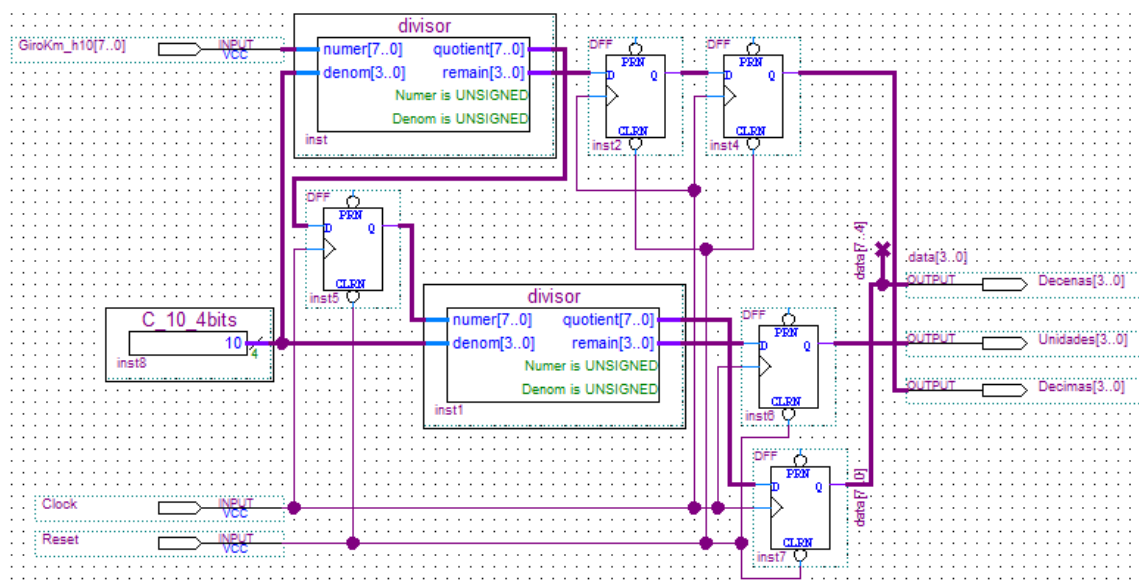 divisor
GiroKm_h10[7..0] INPUT VCC
numer[7..0] quotient[7..0]
denom[3..0] remain[3..0]
Numer is UNSIGNED
Denom is UNSIGNED
inst
DFF
PRN
D Q
CLRN
inst2
DFF
PRN
D Q
CLRN
inst4
DFF
PRN
D Q
CLRN
inst5
data[7..4]
data[3..0]
OUTPUT Decenas[3..0]
OUTPUT Unidades[3..0]
OUTPUT Decimas[3..0]
C_10_4bits
10
4
inst8
divisor
numer[7..0] quotient[7..0]
denom[3..0] remain[3..0]
Numer is UNSIGNED
Denom is UNSIGNED
inst1
DFF
PRN
D Q
CLRN
inst6
DFF
PRN
D Q
CLRN
inst7
data[7..0]
Clock INPUT VCC
Reset INPUT VCC